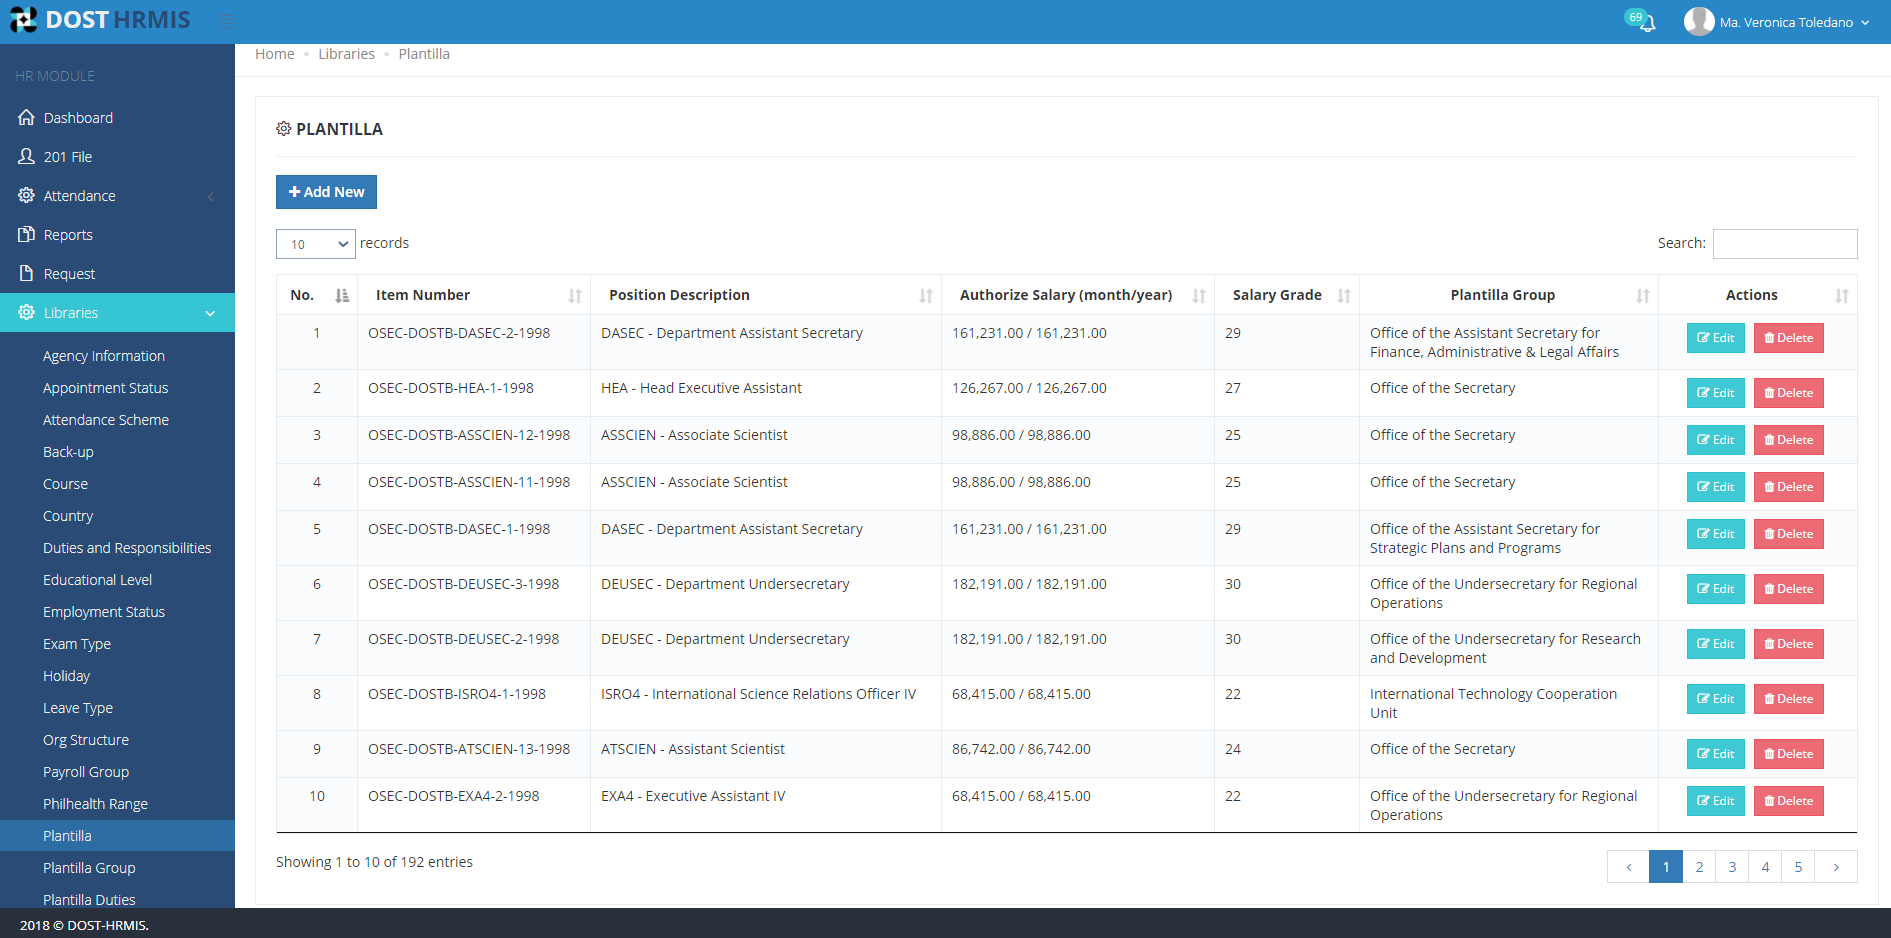 DOST HRMIS
69
Ma. Veronica Toledano
HR MODULE
Dashboard
201 File
Attendance
Reports
Request
Libraries
Agency Information
Appointment Status
Attendance Scheme
Back-up
Course
Country
Duties and Responsibilities
Educational Level
Employment Status
Exam Type
Holiday
Leave Type
Org Structure
Payroll Group
Philhealth Range
Plantilla
Plantilla Group
Plantilla Duties
Home • Libraries • Plantilla
PLANTILLA
+ Add New
10 records
Search:
No. Item Number Position Description Authorize Salary (month/year) Salary Grade Plantilla Group Actions
1 OSEC-DOSTB-DASEC-2-1998 DASEC - Department Assistant Secretary 161,231.00 / 161,231.00 29 Office of the Assistant Secretary for
Finance, Administrative & Legal Affairs Edit Delete
2 OSEC-DOSTB-HEA-1-1998 HEA - Head Executive Assistant 126,267.00 / 126,267.00 27 Office of the Secretary Edit Delete
3 OSEC-DOSTB-ASSCIEN-12-1998 ASSCIEN - Associate Scientist 98,886.00 / 98,886.00 25 Office of the Secretary Edit Delete
4 OSEC-DOSTB-ASSCIEN-11-1998 ASSCIEN - Associate Scientist 98,886.00 / 98,886.00 25 Office of the Secretary Edit Delete
5 OSEC-DOSTB-DASEC-1-1998 DASEC - Department Assistant Secretary 161,231.00 / 161,231.00 29 Office of the Assistant Secretary for
Strategic Plans and Programs Edit Delete
6 OSEC-DOSTB-DEUSEC-3-1998 DEUSEC - Department Undersecretary 182,191.00 / 182,191.00 30 Office of the Undersecretary for Regional
Operations Edit Delete
7 OSEC-DOSTB-DEUSEC-2-1998 DEUSEC - Department Undersecretary 182,191.00 / 182,191.00 30 Office of the Undersecretary for Research
and Development Edit Delete
8 OSEC-DOSTB-ISRO4-1-1998 ISRO4 - International Science Relations Officer IV 68,415.00 / 68,415.00 22 International Technology Cooperation
Unit Edit Delete
9 OSEC-DOSTB-ATSCIEN-13-1998 ATSCIEN - Assistant Scientist 86,742.00 / 86,742.00 24 Office of the Secretary Edit Delete
10 OSEC-DOSTB-EXA4-2-1998 EXA4 - Executive Assistant IV 68,415.00 / 68,415.00 22 Office of the Undersecretary for Regional
Operations Edit Delete
Showing 1 to 10 of 192 entries
‹ 1 2 3 4 5 ›
2018 © DOST-HRMIS.